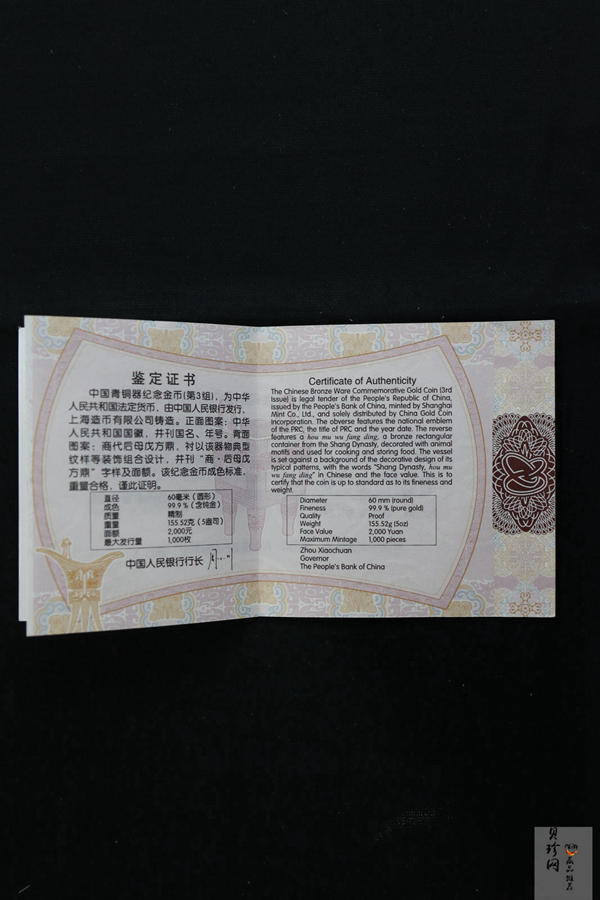 鉴定证书
中国青铜器纪念金币(第3组)，为中华
人民共和国法定货币，由中国人民银行发行，
上海造币有限公司铸造。正面图案：中华
人民共和国国徽，并刊国名、年号。背面
图案：商代后母戊方鼎，衬以该器物典型
纹样等装饰组合设计，并刊“商·后母戊
方鼎”字样及面额。该纪念金币成色标准，
重量合格，谨此证明。
直径 60毫米（圆形）
成色 99.9％（含纯金）
质量 精制
重量 155.52克（5盎司）
面额 2,000元
最大发行量 1,000枚
中国人民银行行长
Certificate of Authenticity
The Chinese Bronze Ware Commemorative Gold Coin (3rd
Issue) is legal tender of the People's Republic of China,
issued by the People's Bank of China, minted by Shanghai
Mint Co., Ltd., and solely distributed by China Gold Coin
Incorporation. The obverse features the national emblem
of the PRC, the title of PRC and the year date. The reverse
features a hou mu wu fang ding, a bronze rectangular
container from the Shang Dynasty, decorated with animal
motifs and used for cooking and storing food. The vessel
is set against a background of the decorative design of its
typical patterns, with the words "Shang Dynasty, hou mu
wu fang ding" in Chinese and the face value. This is to
certify that the coin is up to standard as to its fineness and
weight.
Diameter 60 mm (round)
Fineness 99.9 % (pure gold)
Quality Proof
Weight 155.52g (5oz)
Face Value 2,000 Yuan
Maximum Mintage 1,000 pieces
Zhou Xiaochuan
Governor
The People's Bank of China
贝珍网
藏品推荐